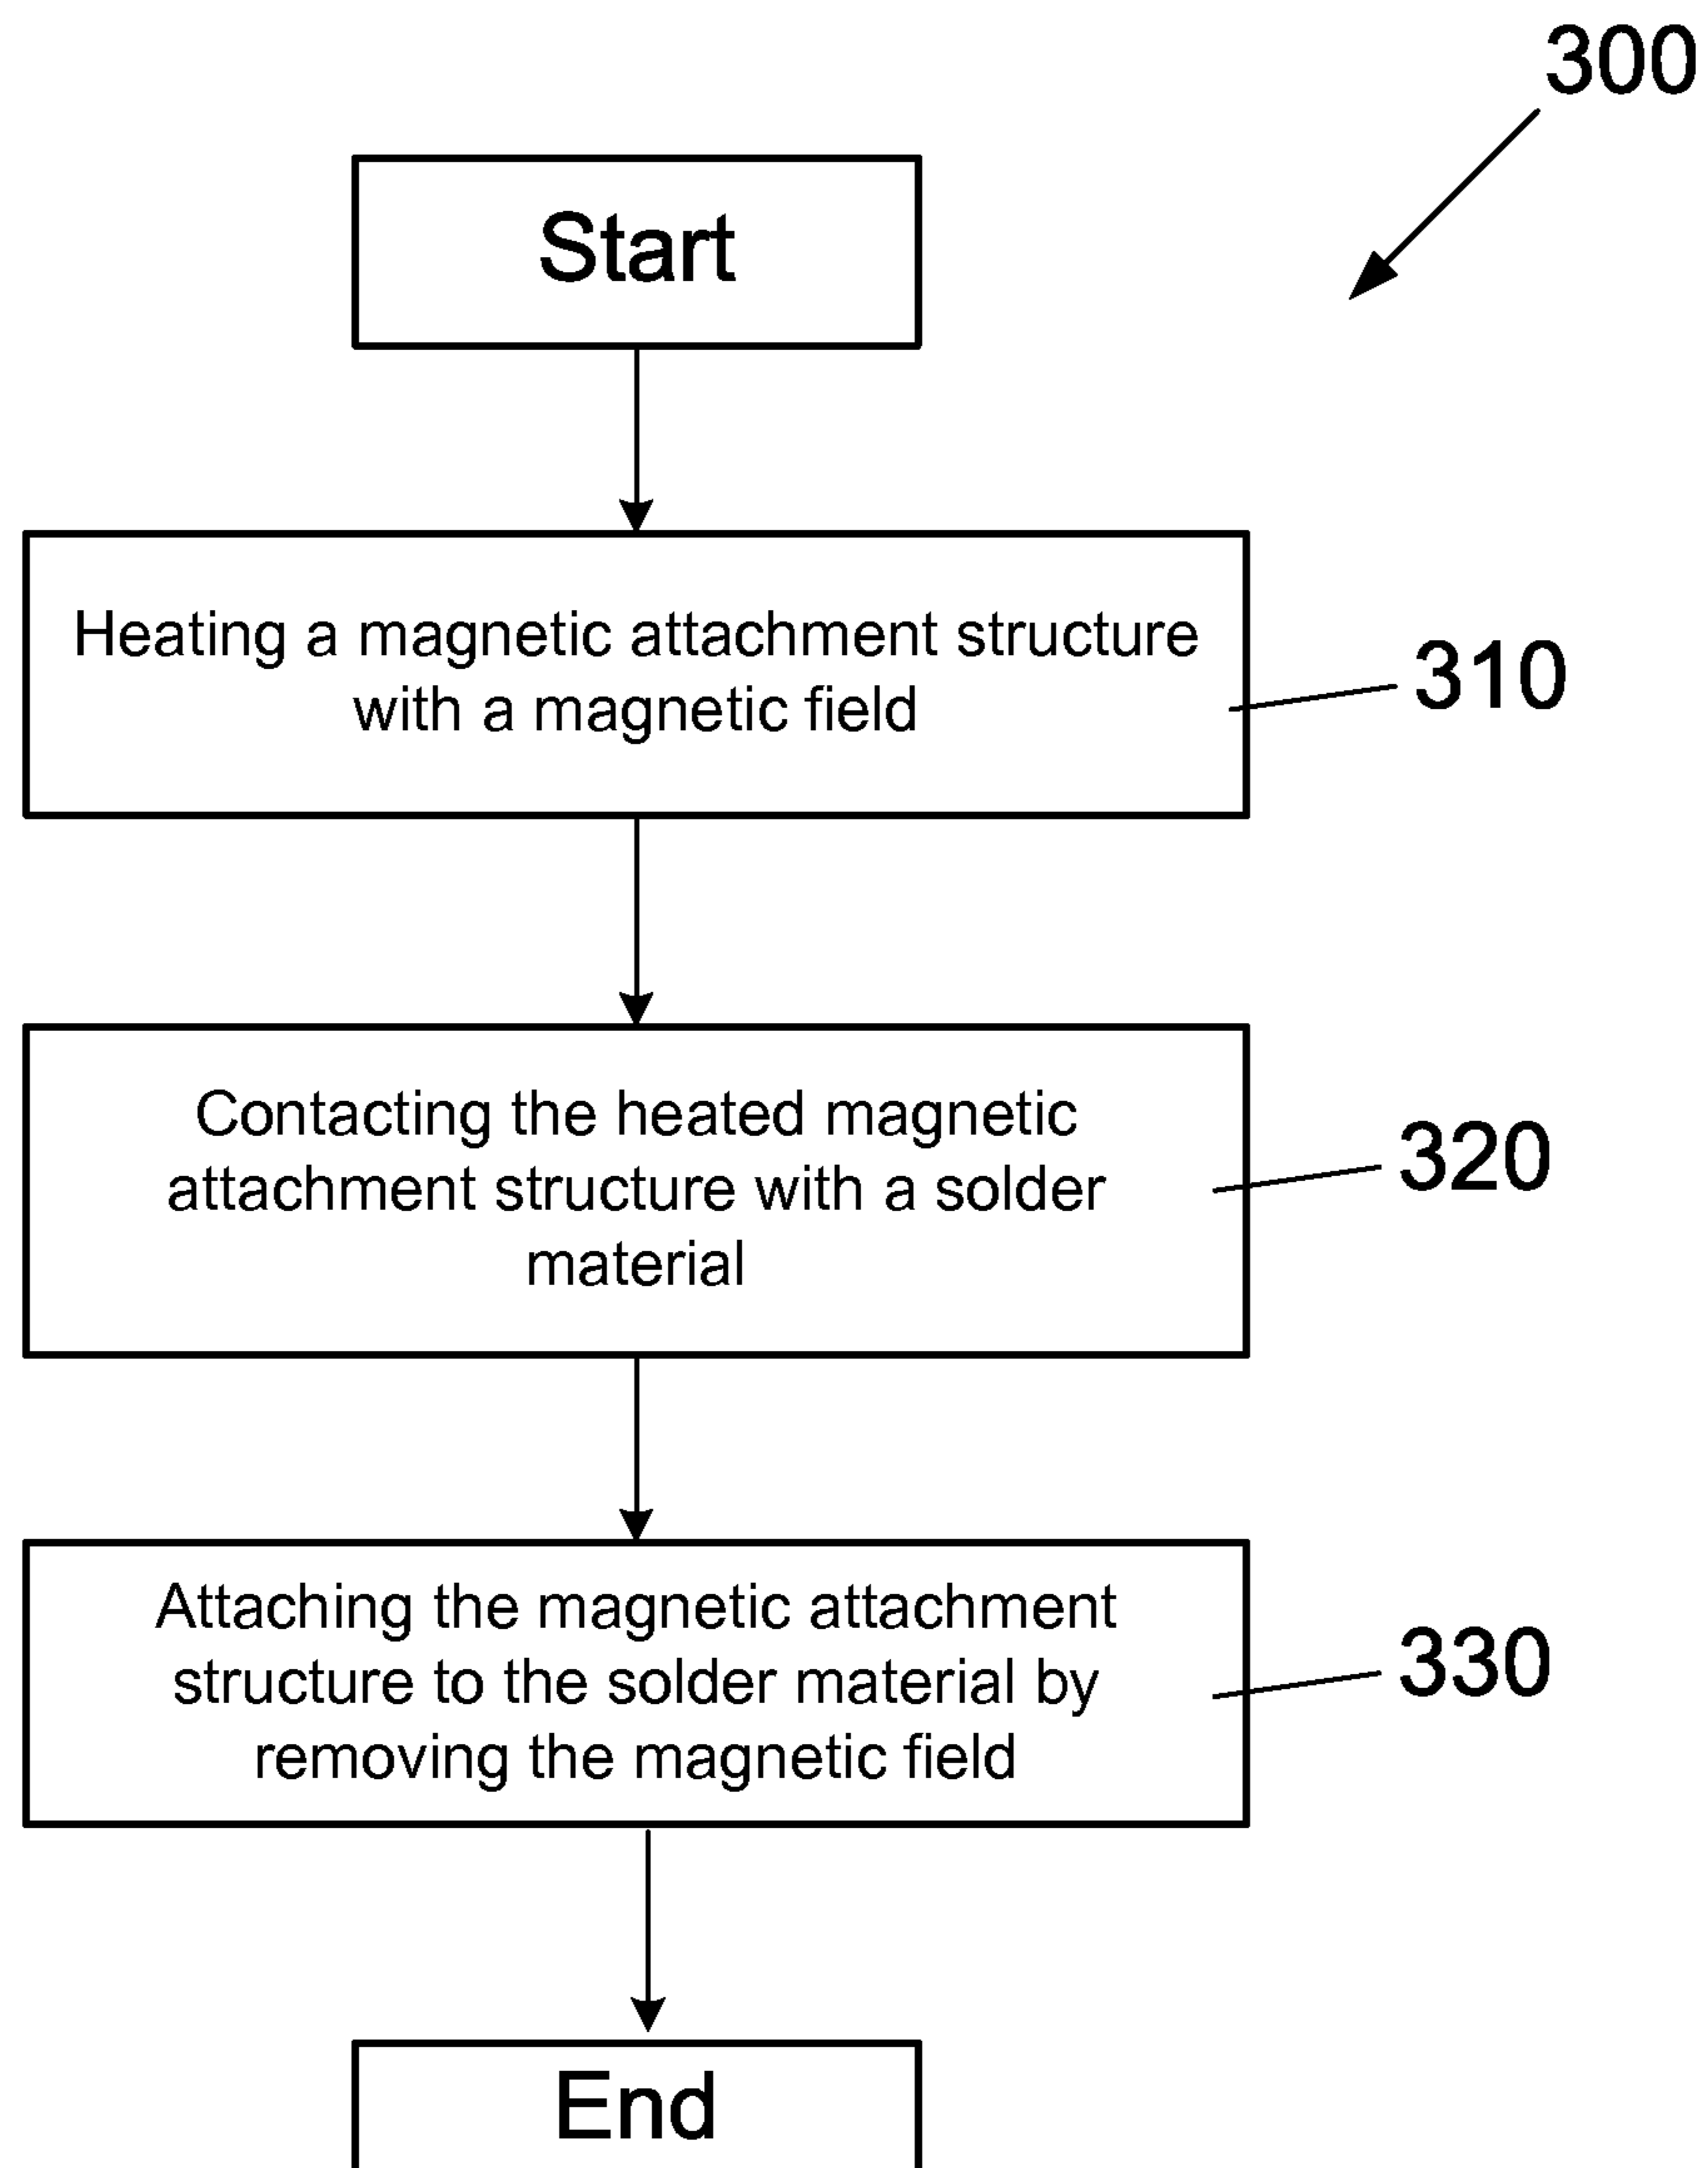 300
Start
Heating a magnetic attachment structure
with a magnetic field
310
Contacting the heated magnetic
attachment structure with a solder
material
320
Attaching the magnetic attachment
structure to the solder material by
removing the magnetic field
330
End